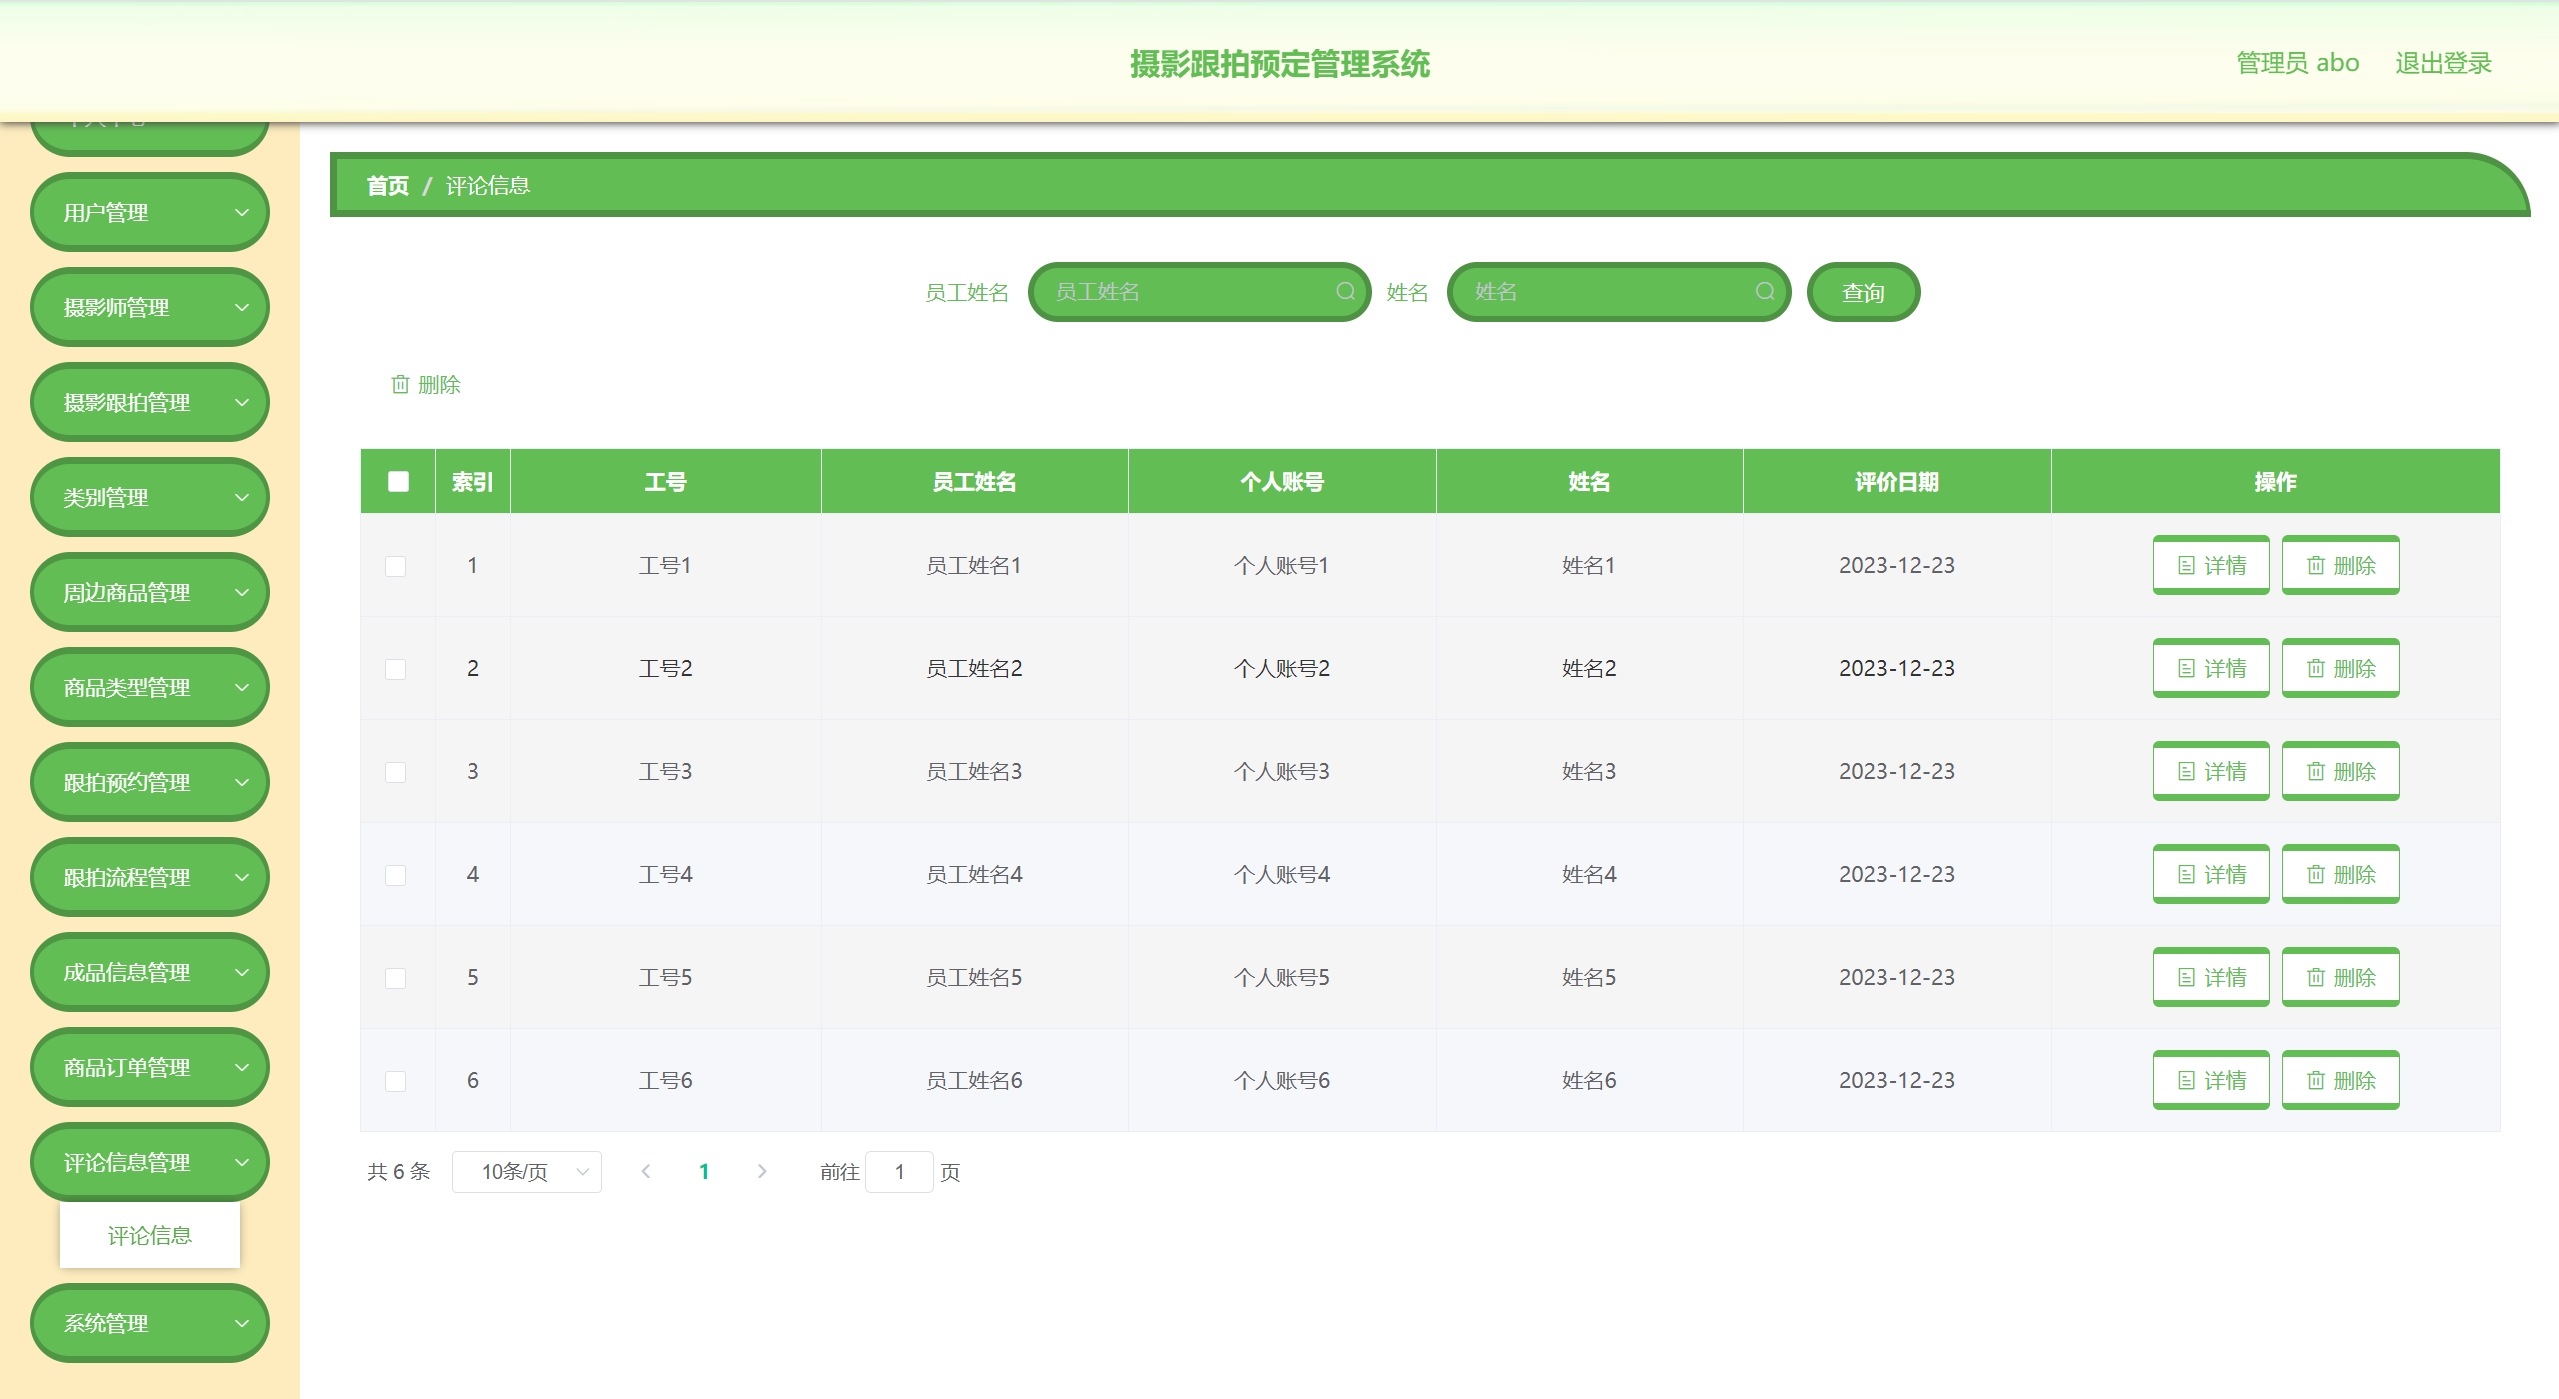 摄影跟拍预定管理系统
管理员 abo
退出登录
用户管理
摄影师管理
摄影跟拍管理
类别管理
周边商品管理
商品类型管理
跟拍预约管理
跟拍流程管理
成品信息管理
商品订单管理
评论信息管理
评论信息
系统管理
首页 / 评论信息
员工姓名 员工姓名 姓名 姓名 查询
删除
索引 工号 员工姓名 个人账号 姓名 评价日期 操作
1 工号1 员工姓名1 个人账号1 姓名1 2023-12-23 详情 删除
2 工号2 员工姓名2 个人账号2 姓名2 2023-12-23 详情 删除
3 工号3 员工姓名3 个人账号3 姓名3 2023-12-23 详情 删除
4 工号4 员工姓名4 个人账号4 姓名4 2023-12-23 详情 删除
5 工号5 员工姓名5 个人账号5 姓名5 2023-12-23 详情 删除
6 工号6 员工姓名6 个人账号6 姓名6 2023-12-23 详情 删除
共 6 条 10条/页 1 前往 1 页